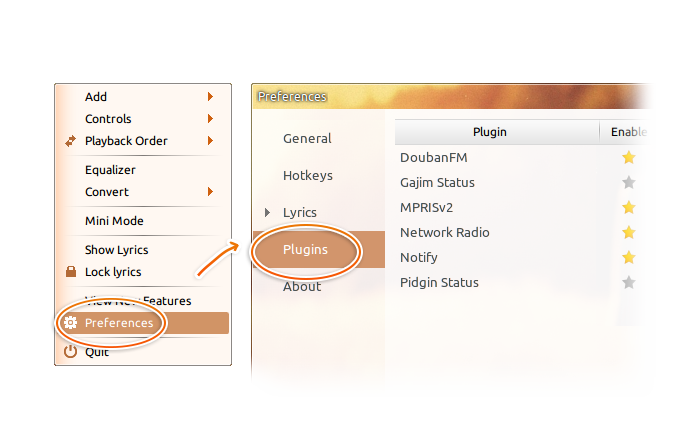 Add
Controls
Playback Order
Equalizer
Convert
Mini Mode
Show Lyrics
Lock lyrics
View New Features
Preferences
Quit
Preferences
General
Hotkeys
Lyrics
Plugins
About
Plugin Enable
DoubanFM
Gajim Status
MPRISv2
Network Radio
Notify
Pidgin Status